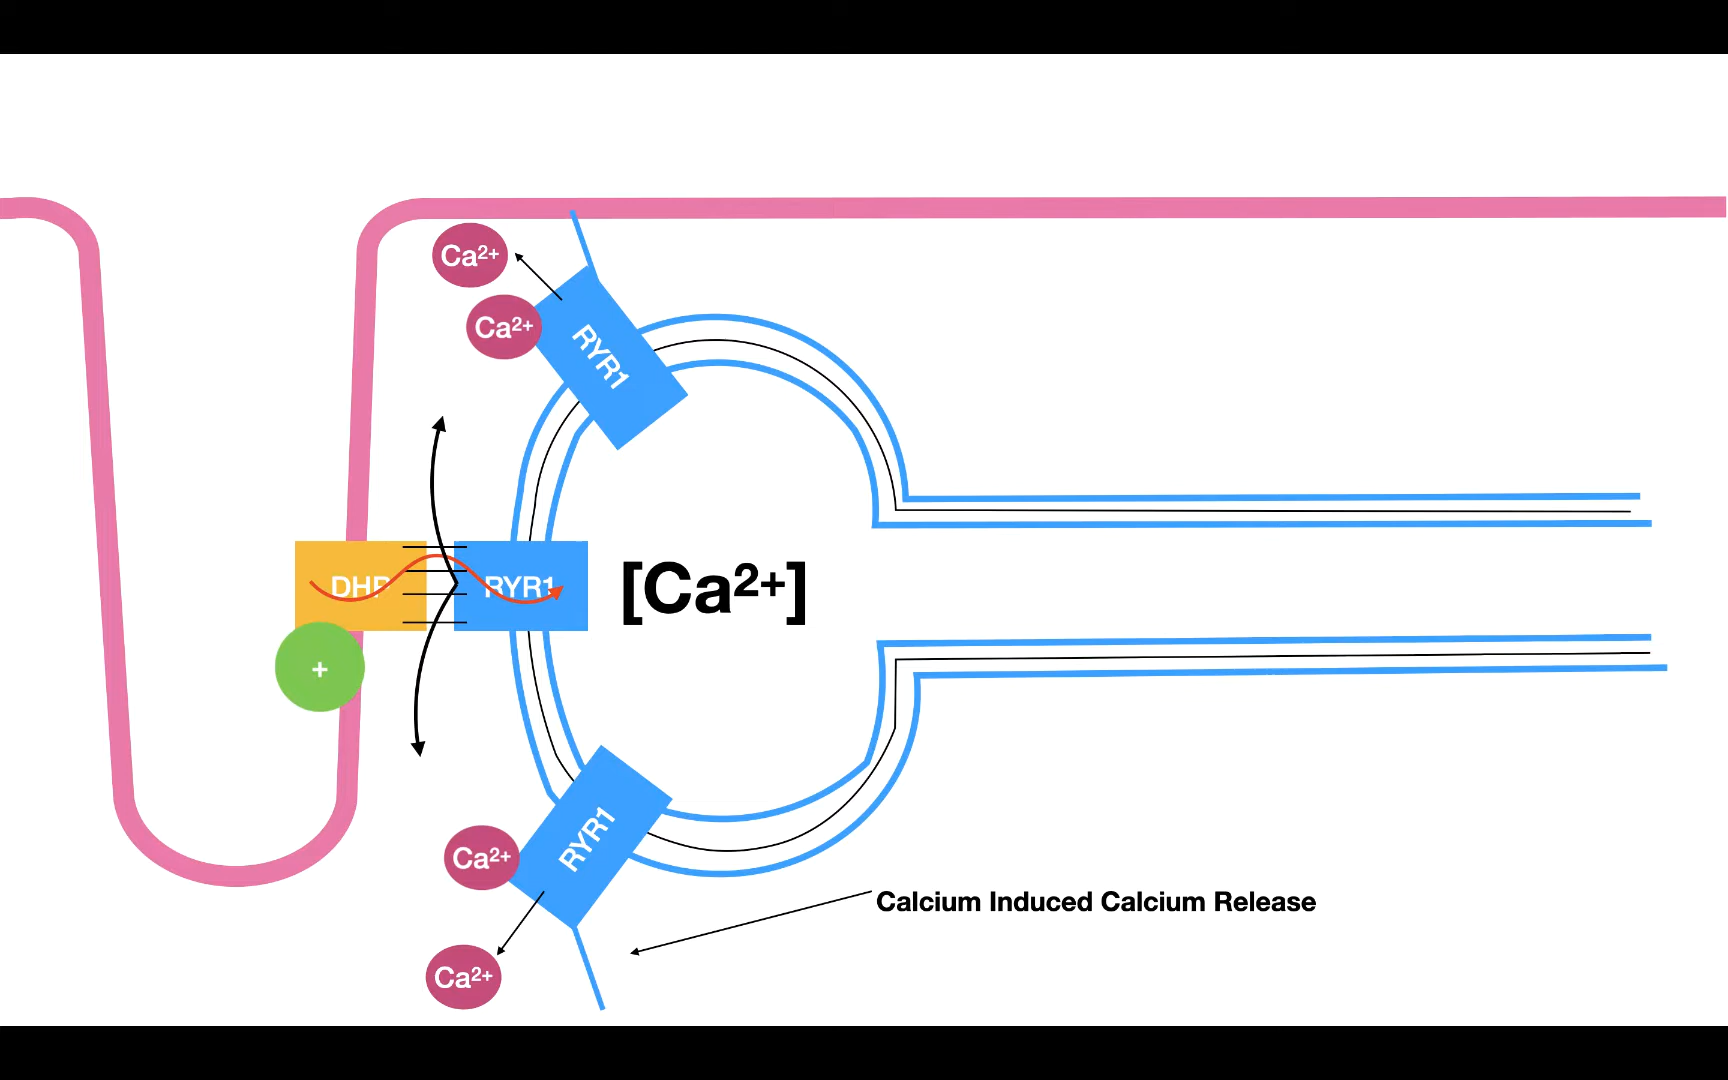 Ca²⁺
Ca²⁺
RYR1
DHP
RYR1
[Ca²⁺]
+
RYR1
Ca²⁺
Calcium Induced Calcium Release
Ca²⁺